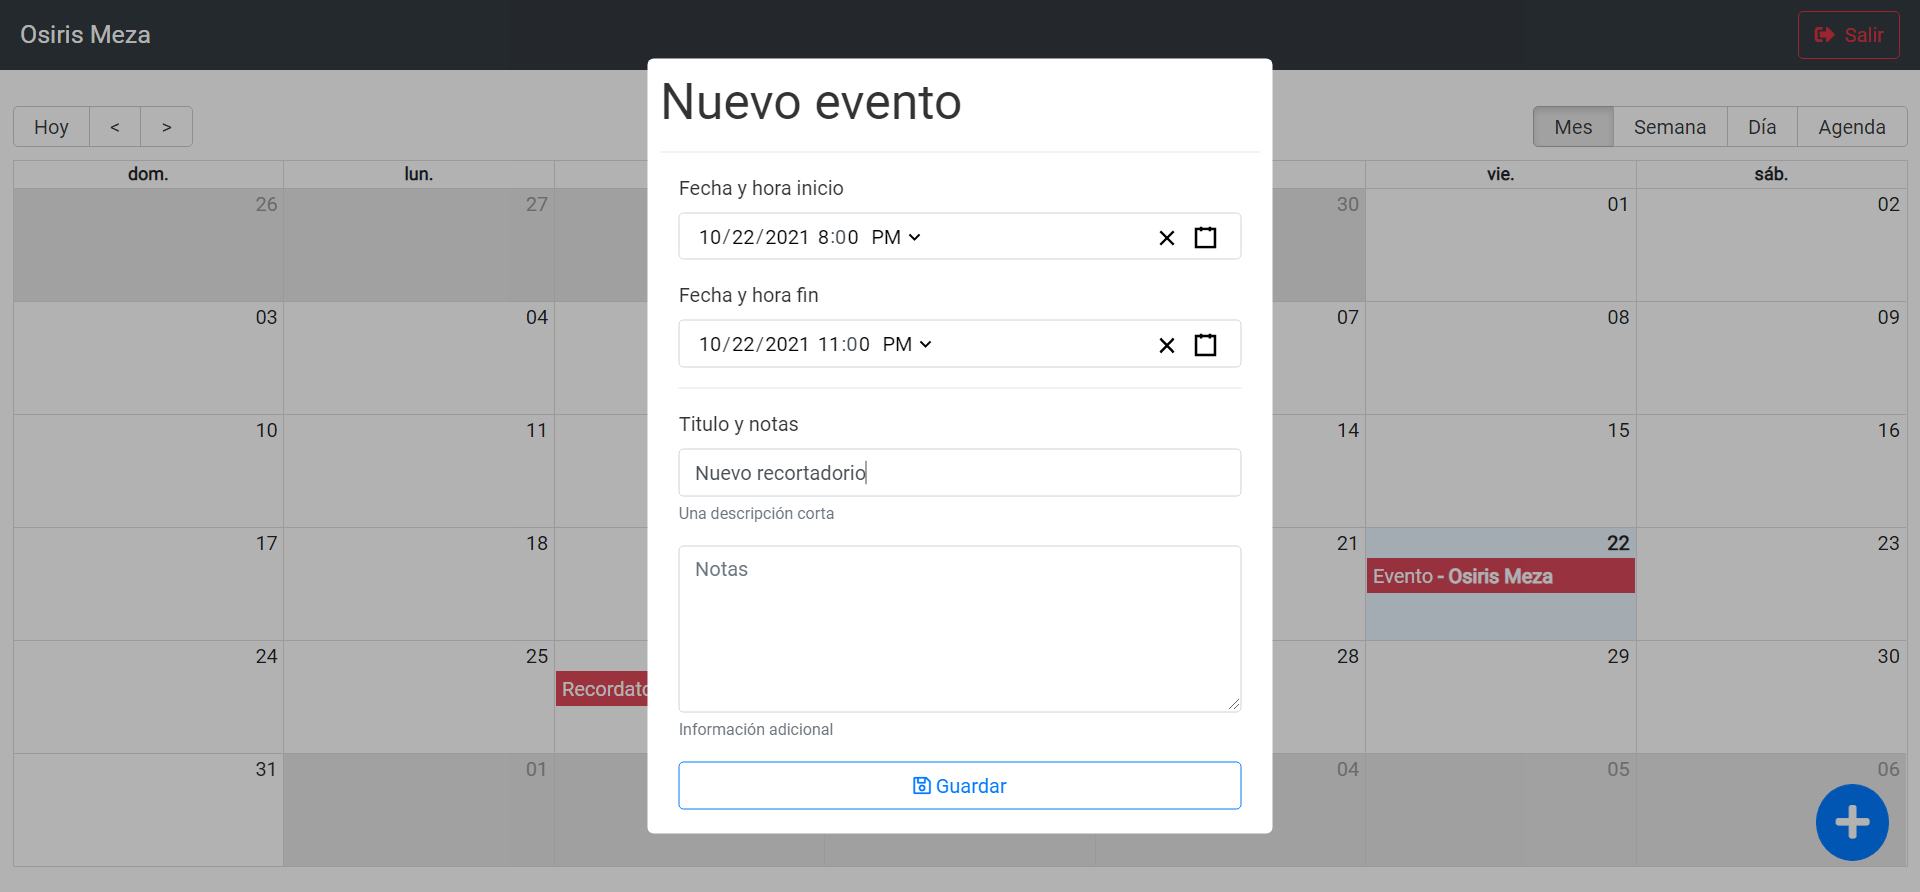 Osiris Meza
Salir
Hoy < >
Mes Semana Día Agenda
dom. lun. vie. sáb.
26 27 30 01 02
03 04 07 08 09
10 11 14 15 16
17 18 21 22 23
Evento - Osiris Meza
24 25 28 29 30
Recordato
31 01 04 05 06
Nuevo evento
Fecha y hora inicio
10/22/2021 8:00 PM
Fecha y hora fin
10/22/2021 11:00 PM
Titulo y notas
Nuevo recortadorio
Una descripción corta
Notas
Información adicional
Guardar